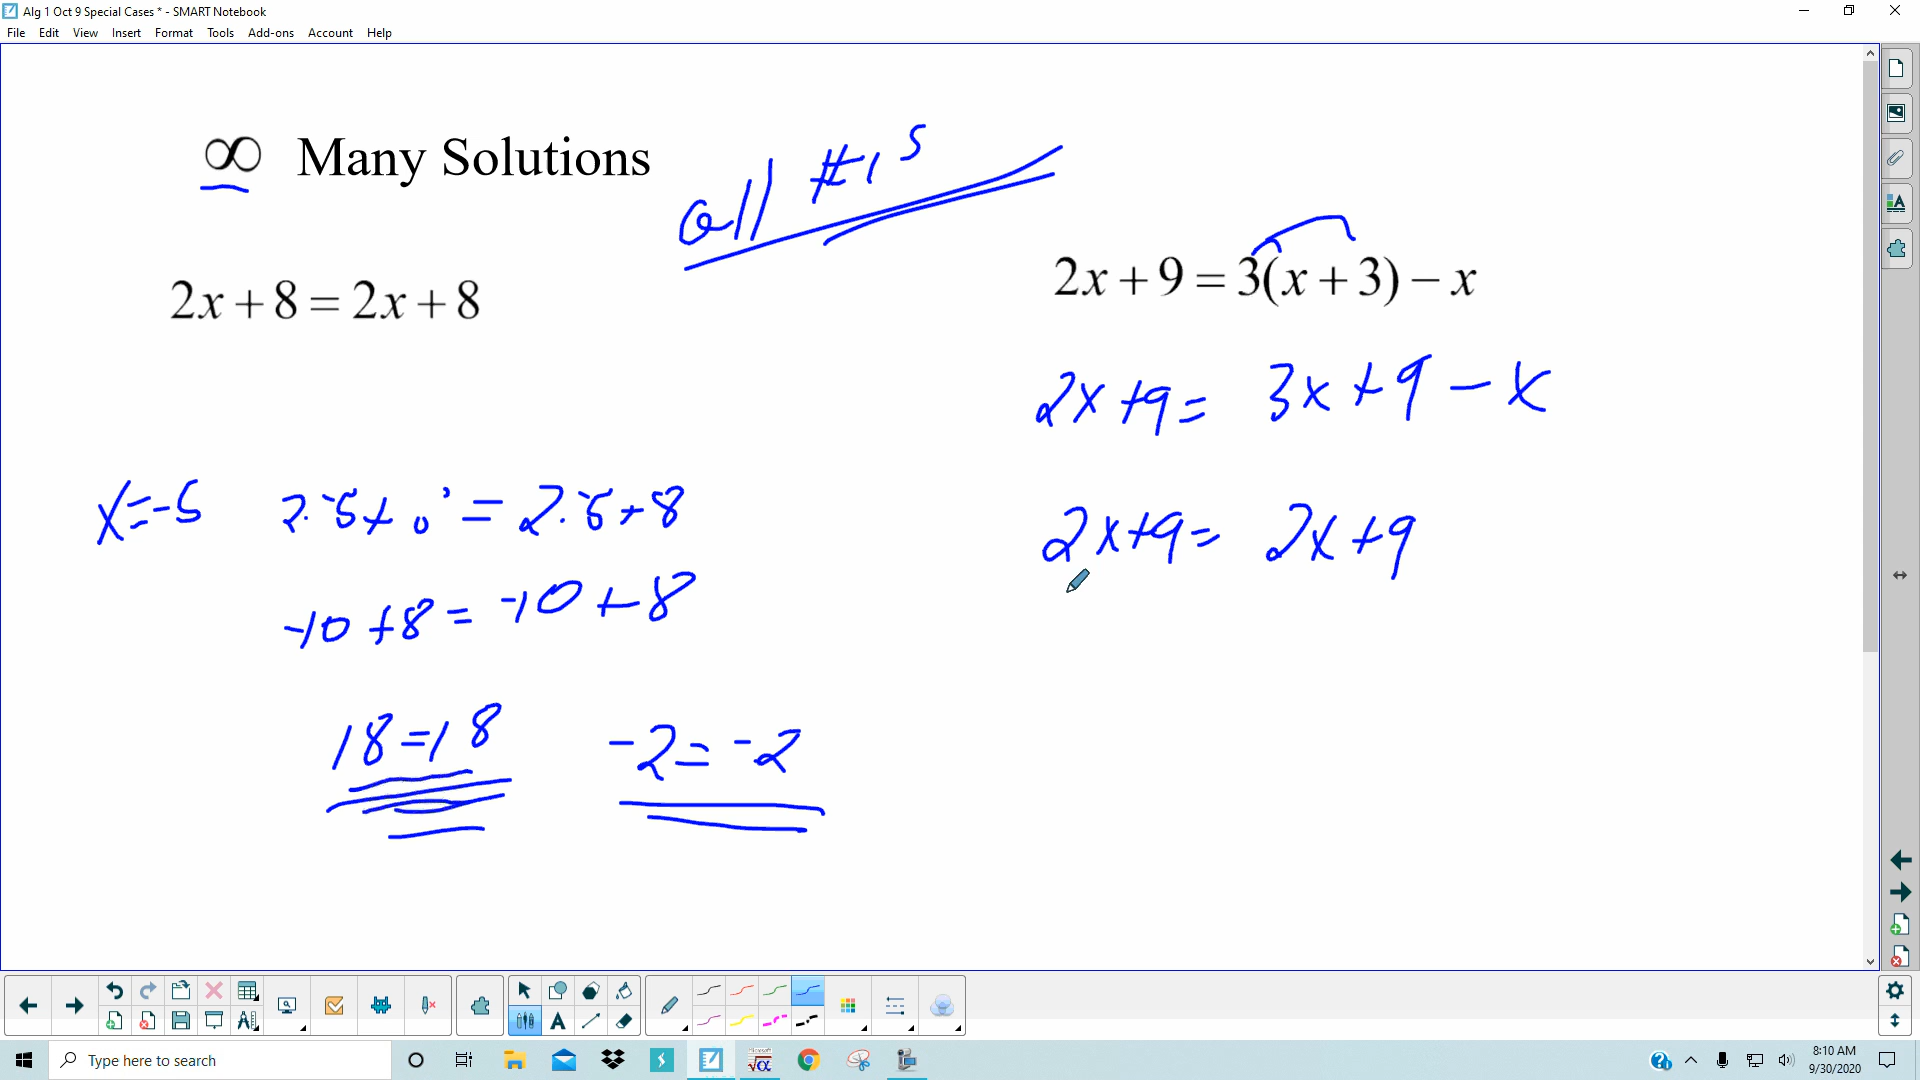 Alg 1 Oct 9 Special Cases * - SMART Notebook
File Edit View Insert Format Tools Add-ons Account Help
∞ Many Solutions
all #'s
2x+8=2x+8
2x+9=3(x+3)-x
2x+9= 3x+9-x
x=-5 2·-5+ = 2·-5+8
2x+9= 2x+9
-10+8= -10+8
18=18 -2=-2
Type here to search
8:10 AM
9/30/2020